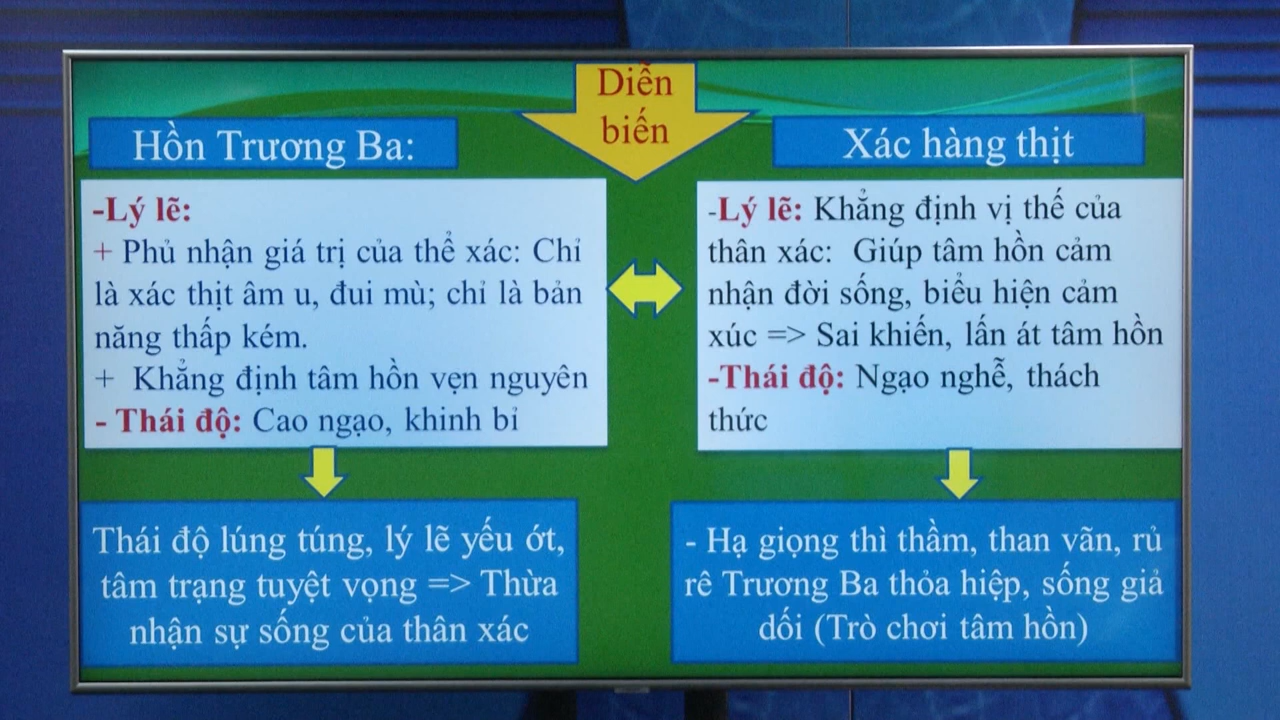 Diễn
biến
Hồn Trương Ba:
-Lý lẽ:
+ Phủ nhận giá trị của thể xác: Chỉ
là xác thịt âm u, đui mù; chỉ là bản
năng thấp kém.
+ Khẳng định tâm hồn vẹn nguyên
- Thái độ: Cao ngạo, khinh bỉ
Thái độ lúng túng, lý lẽ yếu ớt,
tâm trạng tuyệt vọng => Thừa
nhận sự sống của thân xác
Xác hàng thịt
-Lý lẽ: Khẳng định vị thế của
thân xác: Giúp tâm hồn cảm
nhận đời sống, biểu hiện cảm
xúc => Sai khiến, lấn át tâm hồn
-Thái độ: Ngạo nghễ, thách
thức
- Hạ giọng thì thầm, than vãn, rủ
rê Trương Ba thỏa hiệp, sống giả
dối (Trò chơi tâm hồn)